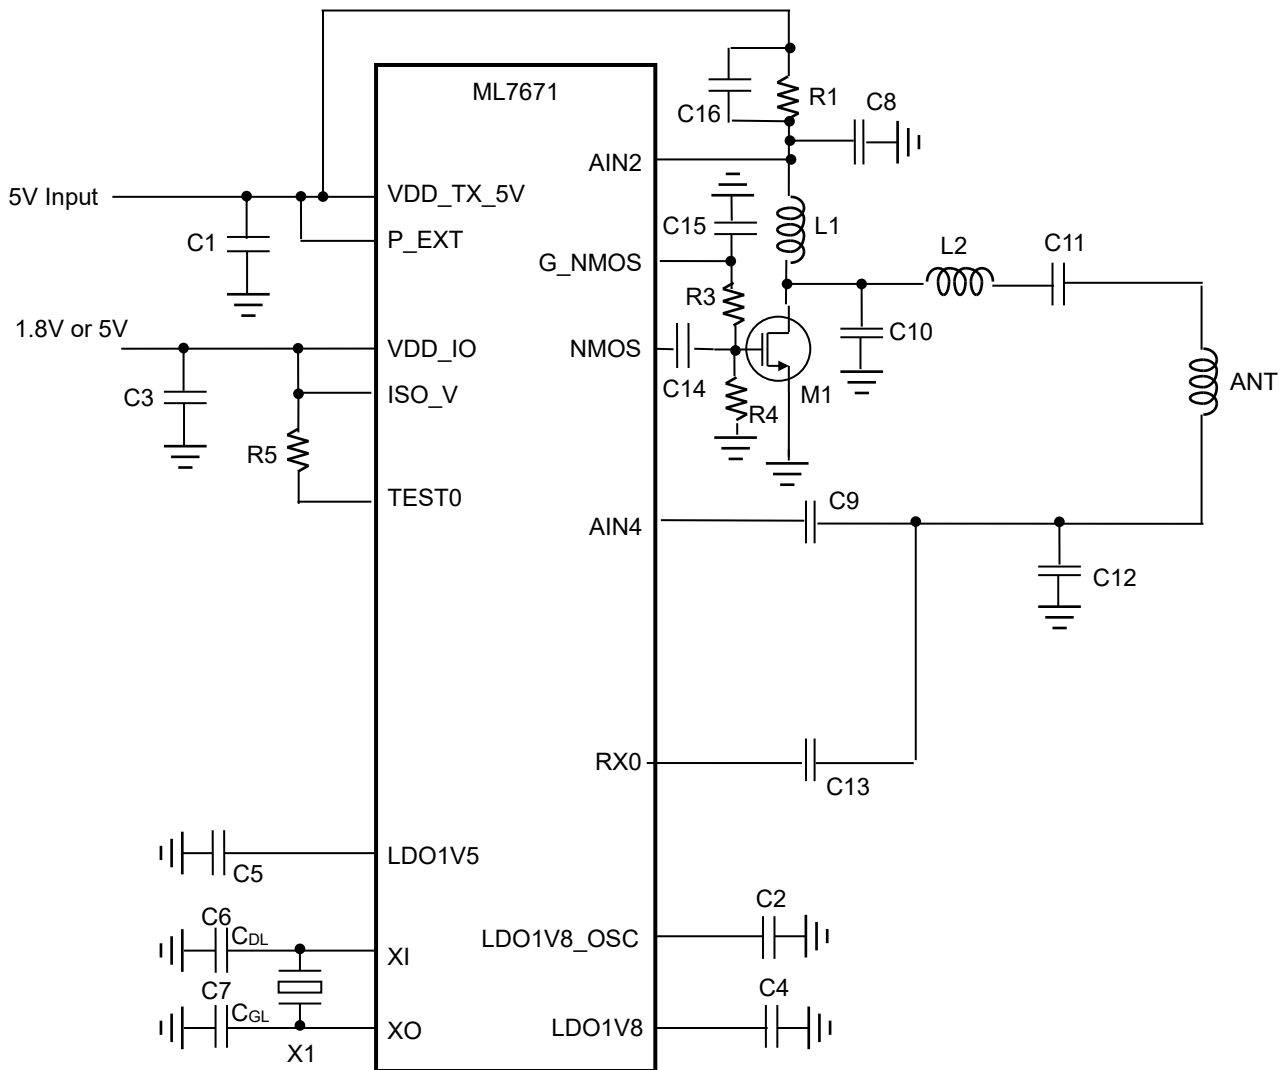 ML7671
C16
R1
C8
AIN2
5V Input
VDD_TX_5V
C15
L1
C1
P_EXT
G_NMOS
L2
C11
R3
1.8V or 5V
VDD_IO
NMOS
C10
C3
ISO_V
C14
M1
ANT
R4
R5
TEST0
C9
AIN4
C12
RX0
C13
LDO1V5
C5
C2
C6
CDL
XI
LDO1V8_OSC
C7
C4
CGL
XO
LDO1V8
X1